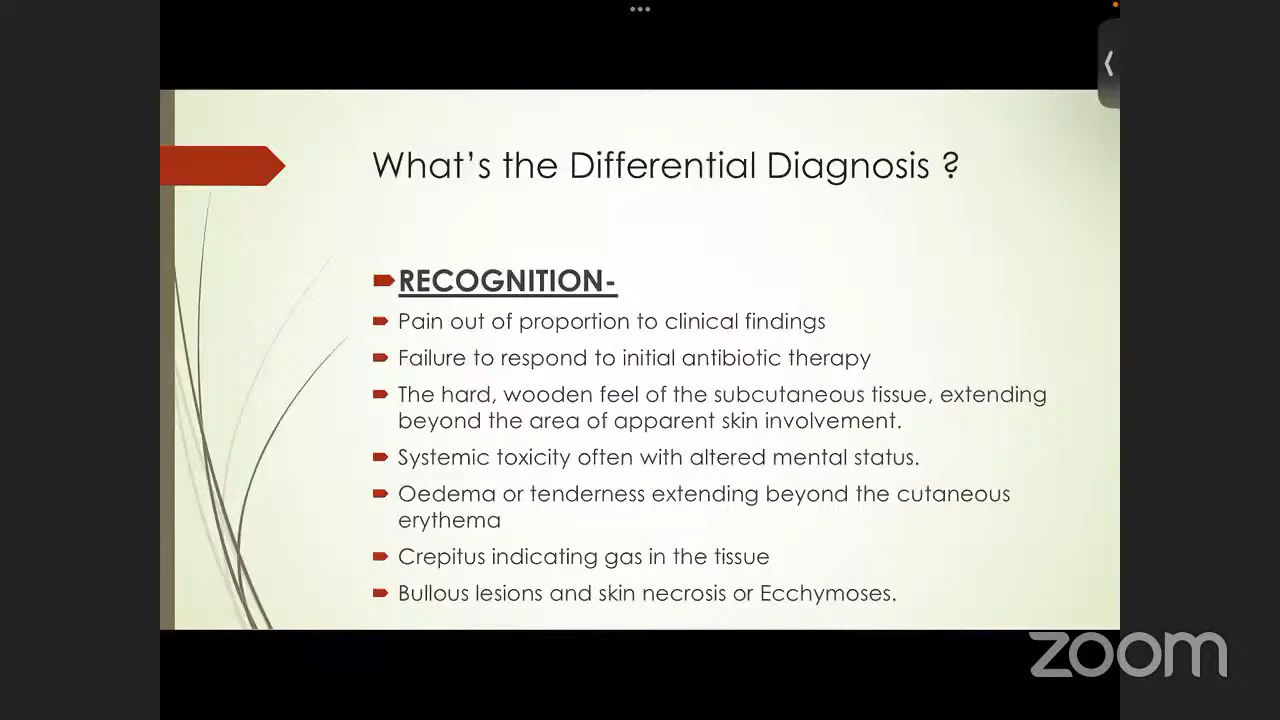 What's the Differential Diagnosis ?
RECOGNITION-
Pain out of proportion to clinical findings
Failure to respond to initial antibiotic therapy
The hard, wooden feel of the subcutaneous tissue, extending
beyond the area of apparent skin involvement.
Systemic toxicity often with altered mental status.
Oedema or tenderness extending beyond the cutaneous
erythema
Crepitus indicating gas in the tissue
Bullous lesions and skin necrosis or Ecchymoses.
zoom